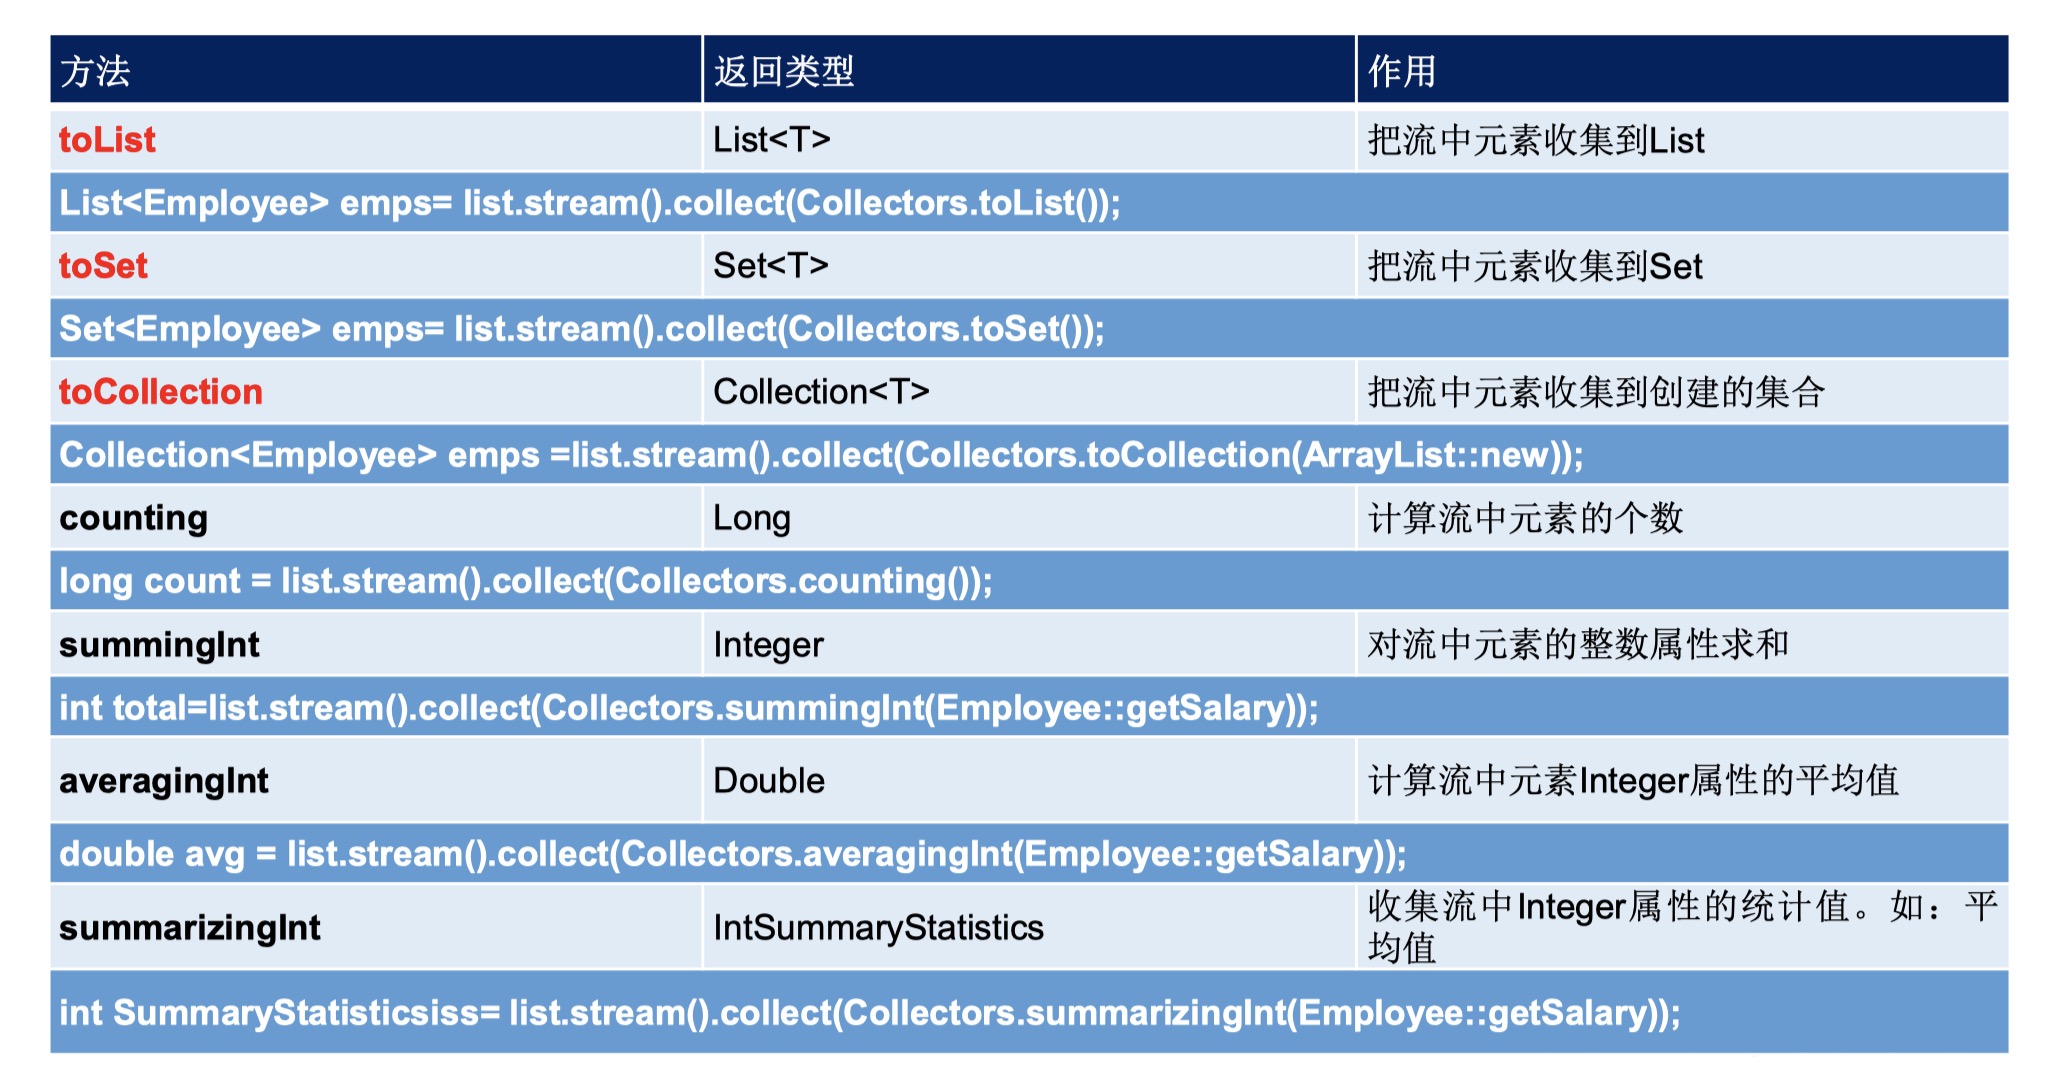 方法 返回类型 作用
toList List<T> 把流中元素收集到List
List<Employee> emps= list.stream().collect(Collectors.toList());
toSet Set<T> 把流中元素收集到Set
Set<Employee> emps= list.stream().collect(Collectors.toSet());
toCollection Collection<T> 把流中元素收集到创建的集合
Collection<Employee> emps =list.stream().collect(Collectors.toCollection(ArrayList::new));
counting Long 计算流中元素的个数
long count = list.stream().collect(Collectors.counting());
summingInt Integer 对流中元素的整数属性求和
int total=list.stream().collect(Collectors.summingInt(Employee::getSalary));
averagingInt Double 计算流中元素Integer属性的平均值
double avg = list.stream().collect(Collectors.averagingInt(Employee::getSalary));
summarizingInt IntSummaryStatistics 收集流中Integer属性的统计值。如：平
均值
int SummaryStatisticsiss= list.stream().collect(Collectors.summarizingInt(Employee::getSalary));